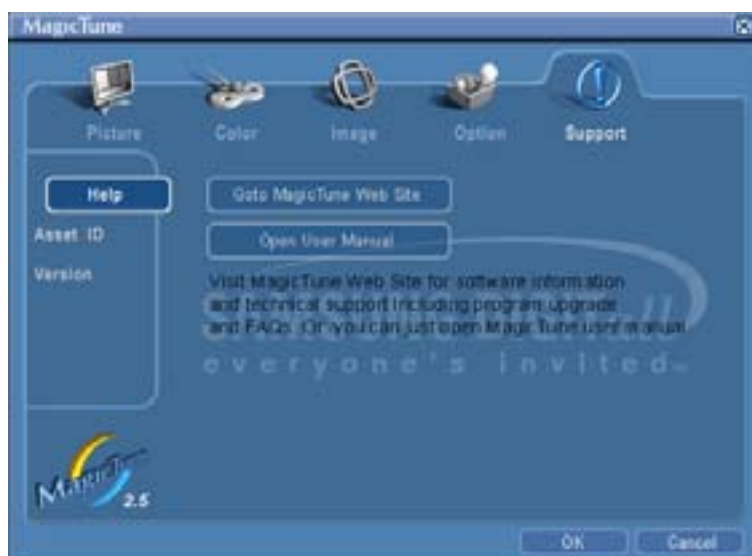 MagicTune
Picture
Color
Image
Option
Support
Help
Asset ID
Version
Goto MagicTune Web Site
Open User Manual
Visit MagicTune Web Site for software information
and technical support including program upgrade
and FAQs. Or, you can just open MagicTune user manual
everyone's invited
MagicTune
2.5
OK
Cancel